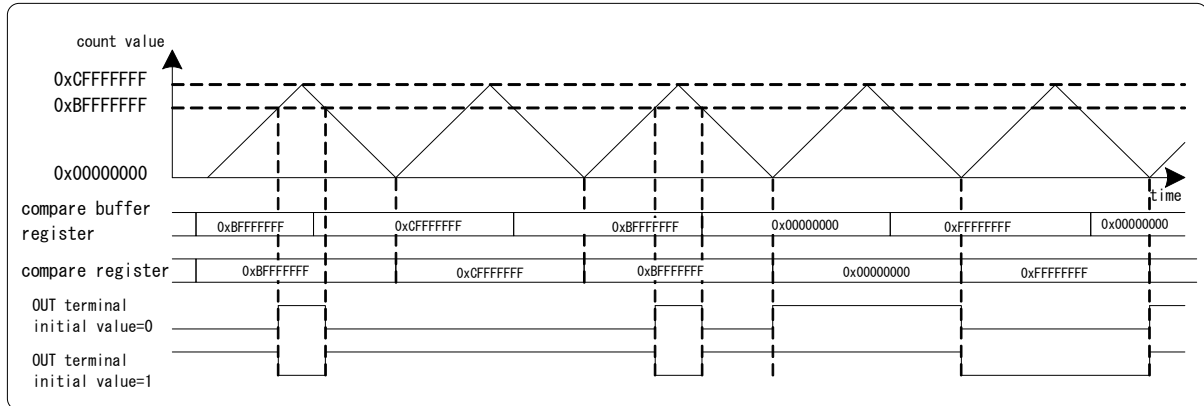 count value
0xCFFFFFFF
0xBFFFFFFF
0x00000000
time
compare buffer
register
0xBFFFFFFF 0xCFFFFFFF 0xBFFFFFFF 0x00000000 0xFFFFFFFF 0x00000000
compare register
0xBFFFFFFF 0xCFFFFFFF 0xBFFFFFFF 0x00000000 0xFFFFFFFF
OUT terminal
initial value=0
OUT terminal
initial value=1